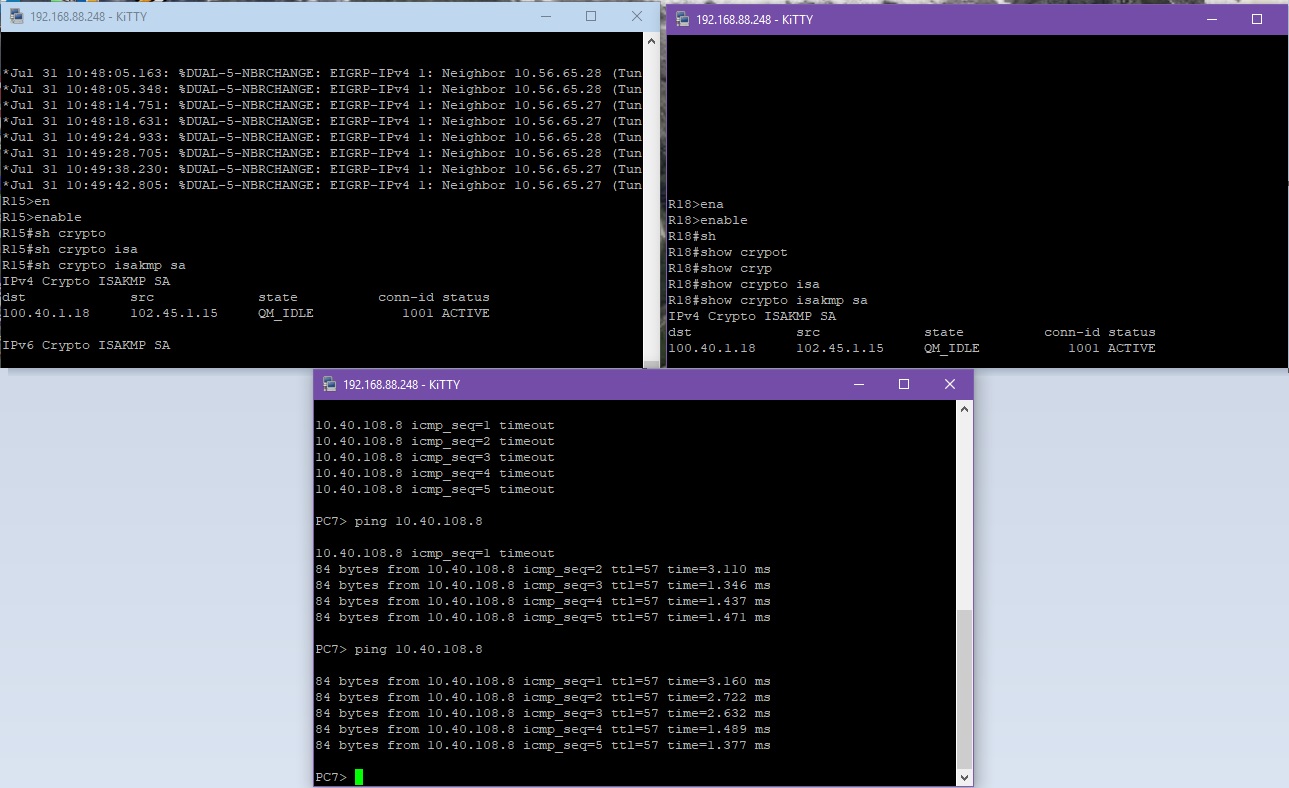 192.168.88.248 - KiTTY
*Jul 31 10:48:05.163: %DUAL-5-NBRCHANGE: EIGRP-IPv4 1: Neighbor 10.56.65.28 (Tun
*Jul 31 10:48:05.348: %DUAL-5-NBRCHANGE: EIGRP-IPv4 1: Neighbor 10.56.65.28 (Tun
*Jul 31 10:48:14.751: %DUAL-5-NBRCHANGE: EIGRP-IPv4 1: Neighbor 10.56.65.27 (Tun
*Jul 31 10:48:18.631: %DUAL-5-NBRCHANGE: EIGRP-IPv4 1: Neighbor 10.56.65.27 (Tun
*Jul 31 10:49:24.933: %DUAL-5-NBRCHANGE: EIGRP-IPv4 1: Neighbor 10.56.65.28 (Tun
*Jul 31 10:49:28.705: %DUAL-5-NBRCHANGE: EIGRP-IPv4 1: Neighbor 10.56.65.28 (Tun
*Jul 31 10:49:38.230: %DUAL-5-NBRCHANGE: EIGRP-IPv4 1: Neighbor 10.56.65.27 (Tun
*Jul 31 10:49:42.805: %DUAL-5-NBRCHANGE: EIGRP-IPv4 1: Neighbor 10.56.65.27 (Tun
R15>en
R15>enable
R15#sh crypto
R15#sh crypto isa
R15#sh crypto isakmp sa
IPv4 Crypto ISAKMP SA
dst src state conn-id status
100.40.1.18 102.45.1.15 QM_IDLE 1001 ACTIVE
IPv6 Crypto ISAKMP SA
192.168.88.248 - KiTTY
R18>ena
R18>enable
R18#sh
R18#show crypot
R18#show cryp
R18#show crypto isa
R18#show crypto isakmp sa
IPv4 Crypto ISAKMP SA
dst src state conn-id status
100.40.1.18 102.45.1.15 QM_IDLE 1001 ACTIVE
192.168.88.248 - KiTTY
10.40.108.8 icmp_seq=1 timeout
10.40.108.8 icmp_seq=2 timeout
10.40.108.8 icmp_seq=3 timeout
10.40.108.8 icmp_seq=4 timeout
10.40.108.8 icmp_seq=5 timeout
PC7> ping 10.40.108.8
10.40.108.8 icmp_seq=1 timeout
84 bytes from 10.40.108.8 icmp_seq=2 ttl=57 time=3.110 ms
84 bytes from 10.40.108.8 icmp_seq=3 ttl=57 time=1.346 ms
84 bytes from 10.40.108.8 icmp_seq=4 ttl=57 time=1.437 ms
84 bytes from 10.40.108.8 icmp_seq=5 ttl=57 time=1.471 ms
PC7> ping 10.40.108.8
84 bytes from 10.40.108.8 icmp_seq=1 ttl=57 time=3.160 ms
84 bytes from 10.40.108.8 icmp_seq=2 ttl=57 time=2.722 ms
84 bytes from 10.40.108.8 icmp_seq=3 ttl=57 time=2.632 ms
84 bytes from 10.40.108.8 icmp_seq=4 ttl=57 time=1.489 ms
84 bytes from 10.40.108.8 icmp_seq=5 ttl=57 time=1.377 ms
PC7>